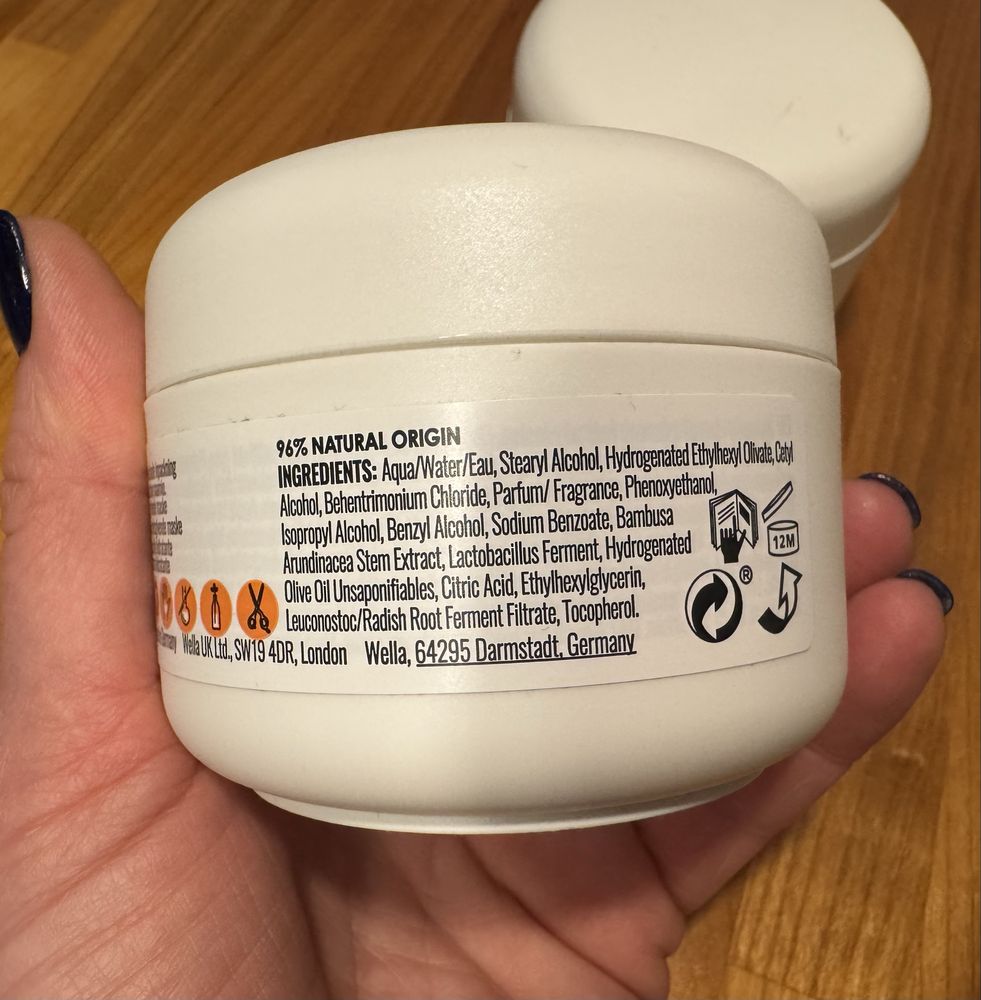 96% NATURAL ORIGIN
INGREDIENTS: Aqua/Water/Eau, Stearyl Alcohol, Hydrogenated Ethylhexyl Olivate, Cetyl
Alcohol, Behentrimonium Chloride, Parfum/ Fragrance, Phenoxyethanol,
Isopropyl Alcohol, Benzyl Alcohol, Sodium Benzoate, Bambusa
Arundinacea Stem Extract, Lactobacillus Ferment, Hydrogenated
Olive Oil Unsaponifiables, Citric Acid, Ethylhexylglycerin,
Leuconostoc/Radish Root Ferment Filtrate, Tocopherol.
Wella UK Ltd., SW19 4DR, London Wella, 64295 Darmstadt, Germany
12M
®
maske